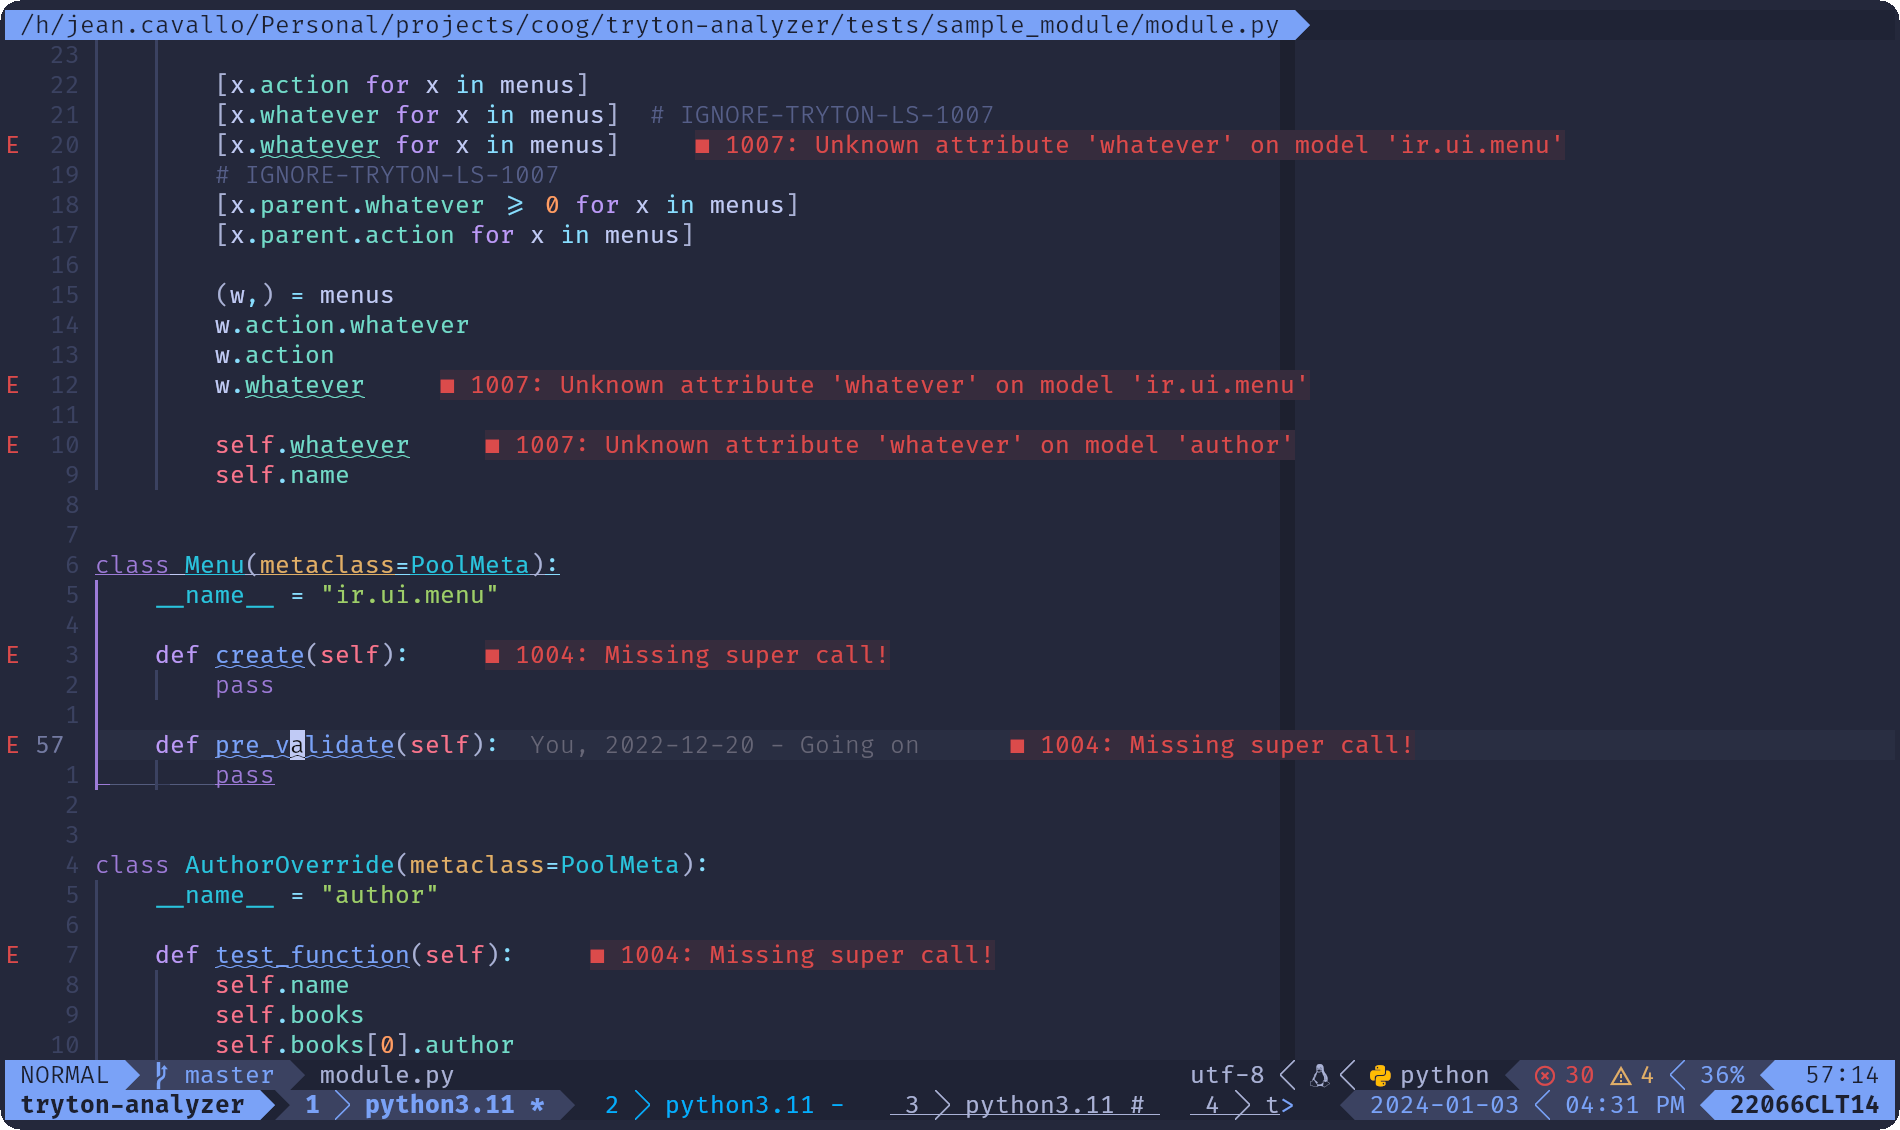 /h/jean.cavallo/Personal/projects/coog/tryton-analyzer/tests/sample_module/module.py
23
22 [x.action for x in menus]
21 [x.whatever for x in menus]  # IGNORE-TRYTON-LS-1007
E 20 [x.whatever for x in menus] ■ 1007: Unknown attribute 'whatever' on model 'ir.ui.menu'
19 # IGNORE-TRYTON-LS-1007
18 [x.parent.whatever ⩾ 0 for x in menus]
17 [x.parent.action for x in menus]
16
15 (w,) = menus
14 w.action.whatever
13 w.action
E 12 w.whatever ■ 1007: Unknown attribute 'whatever' on model 'ir.ui.menu'
11
E 10 self.whatever ■ 1007: Unknown attribute 'whatever' on model 'author'
9 self.name
8
7
6 class Menu(metaclass=PoolMeta):
5 __name__ = "ir.ui.menu"
4
E 3 def create(self): ■ 1004: Missing super call!
2 pass
1
E 57 def pre_validate(self): You, 2022-12-20 - Going on ■ 1004: Missing super call!
1 pass
2
3
4 class AuthorOverride(metaclass=PoolMeta):
5 __name__ = "author"
6
E 7 def test_function(self): ■ 1004: Missing super call!
8 self.name
9 self.books
10 self.books[0].author
NORMAL master module.py utf-8 python 30 4 36% 57:14
tryton-analyzer 1 python3.11 * 2 python3.11 - 3 python3.11 # 4 t> 2024-01-03 04:31 PM 22066CLT14